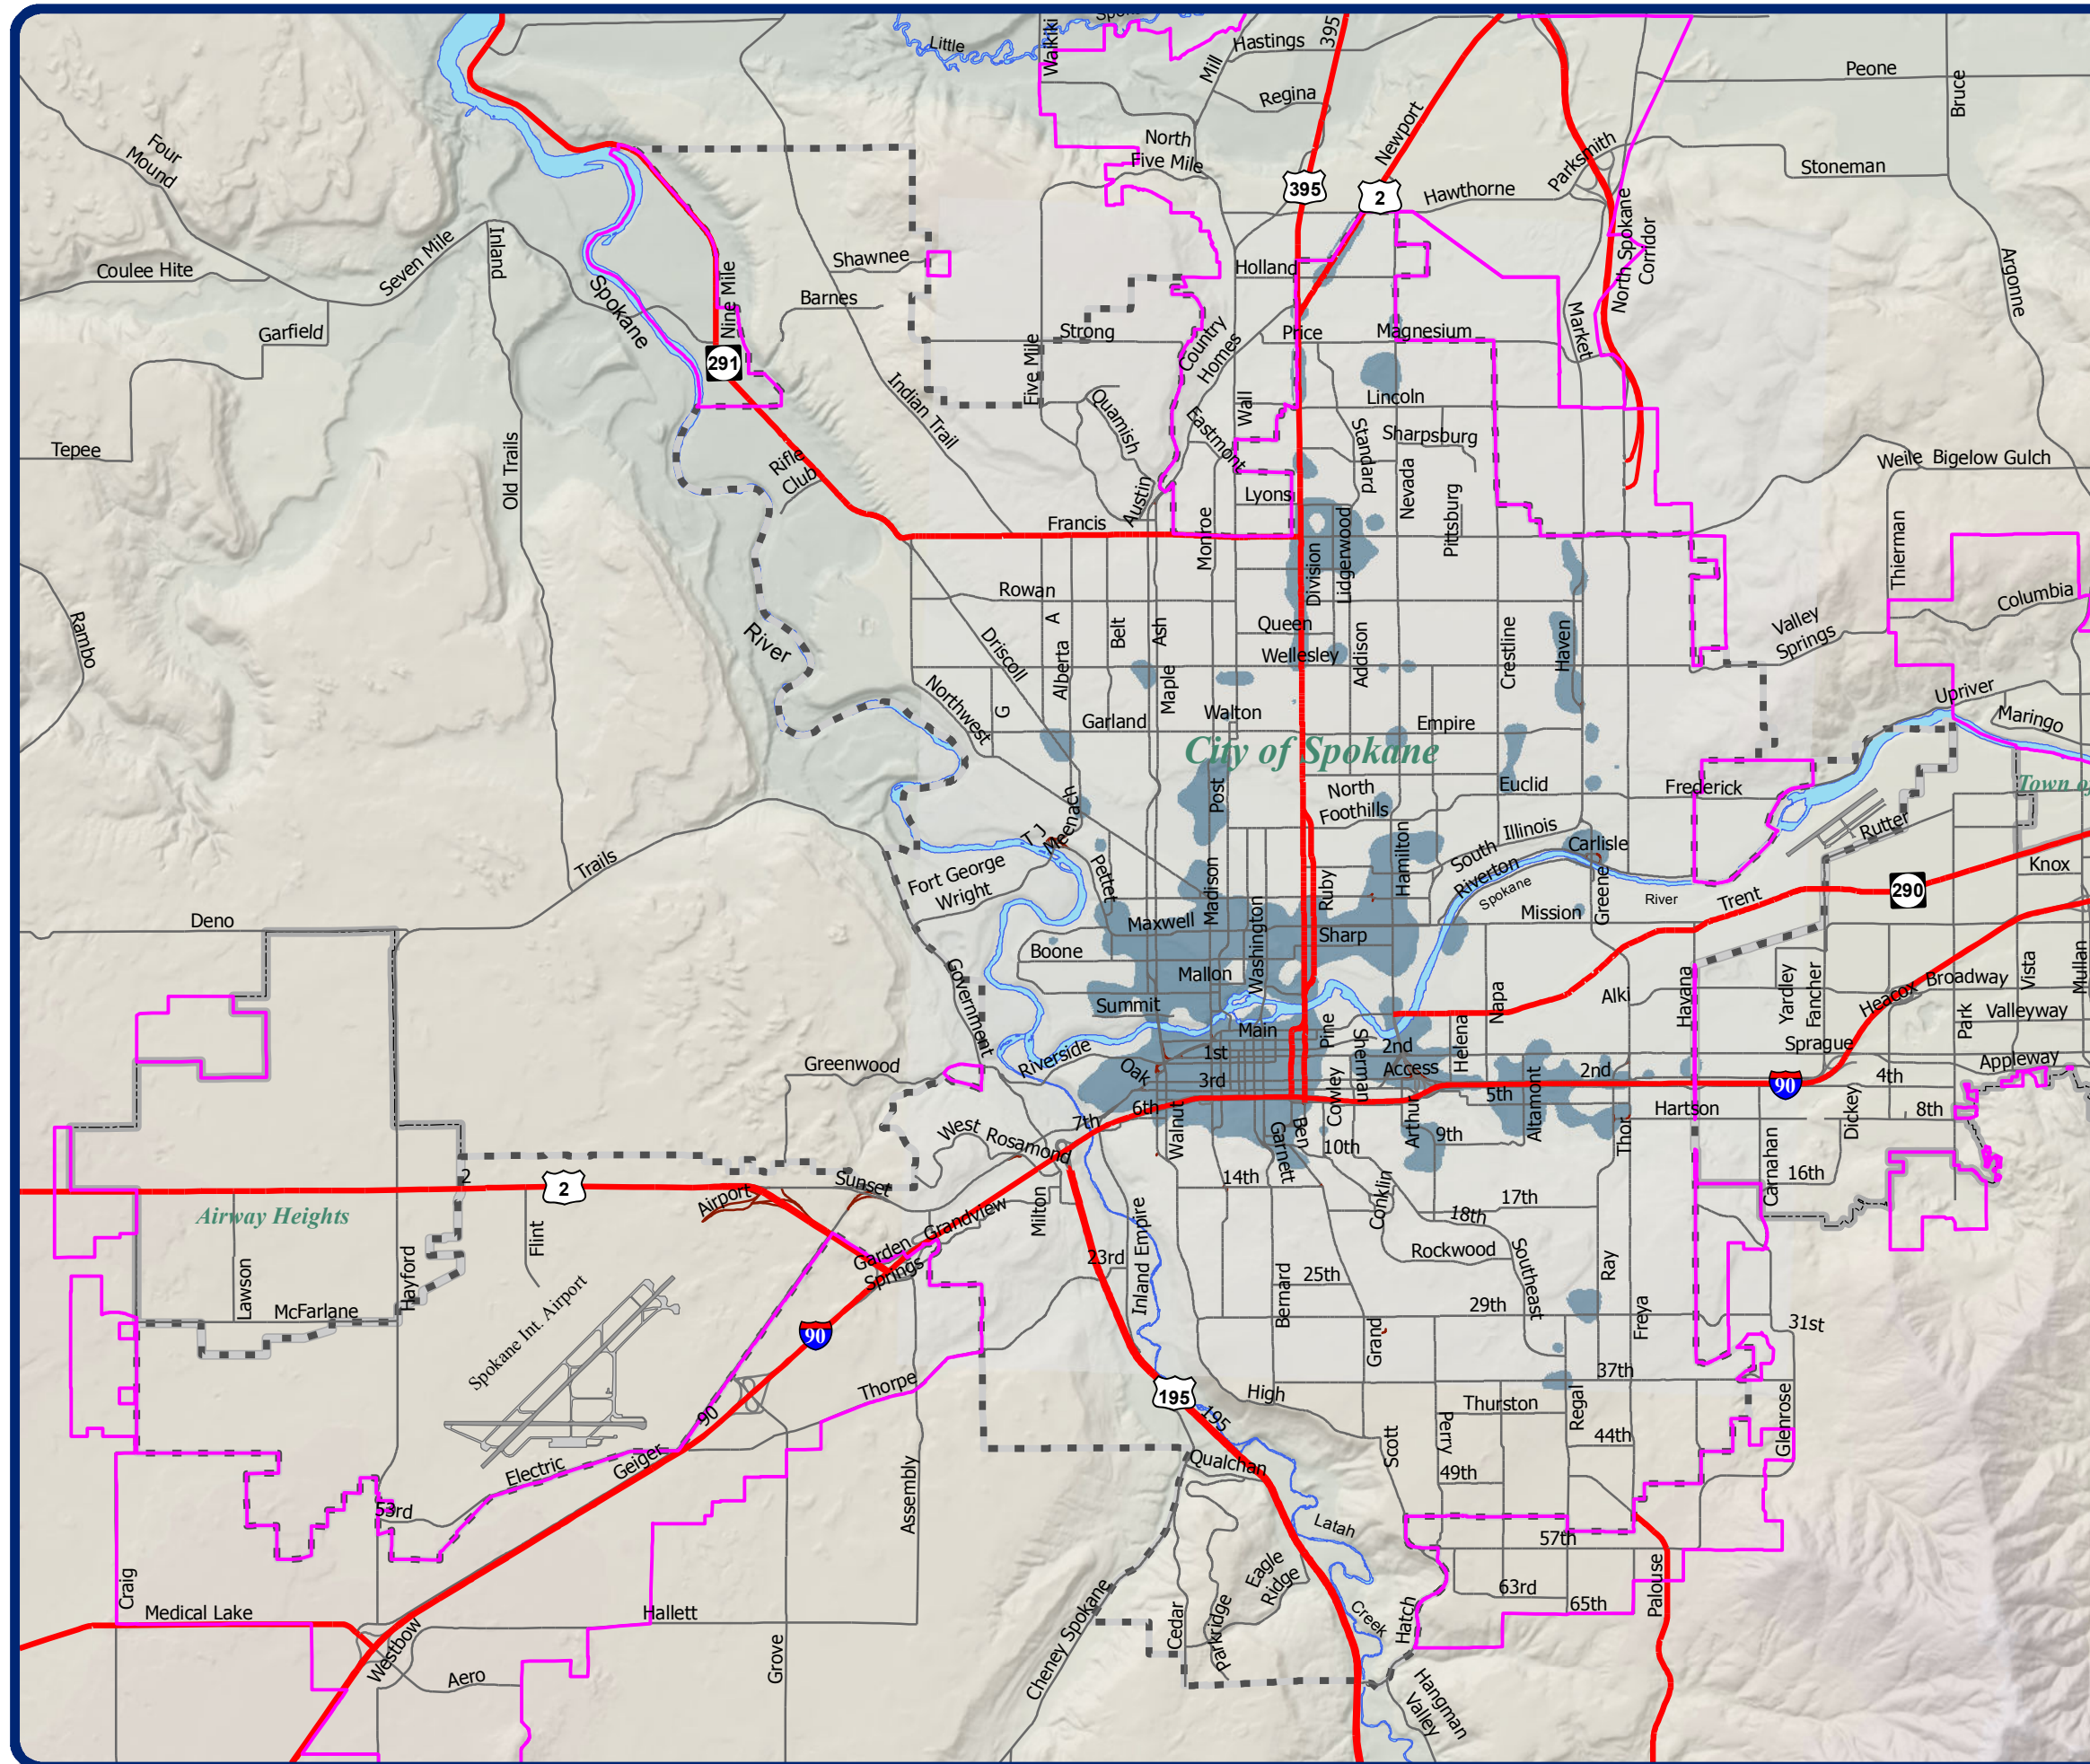 Waikiki
Little
Mill
Hastings
395
Regina
Newport
Peone
Bruce
North
Five Mile
Four
Mound
Parksmith
Stoneman
395
2
Hawthorne
North Spokane
Corridor
Seven Mile
Inland
Coulee Hite
Shawnee
Holland
Argonne
Spokane
Nine Mile
Barnes
Garfield
Strong
Country
Homes
Price
Magnesium
Market
291
Five Mile
Indian Trail
Quamish
Eastmont
Wall
Lincoln
Standard
Sharpsburg
Tepee
Old Trails
Rifle
Club
Austin
Lyons
Nevada
Pittsburg
Weile
Bigelow Gulch
Francis
Monroe
Division
Lidgerwood
Thierman
Rowan
A
Alberta
Belt
Ash
Maple
Queen
Wellesley
Addison
Crestline
Haven
Valley
Springs
Columbia
Rambo
River
Driscoll
Northwest
G
Garland
Walton
Empire
Upriver
Maringo
City of Spokane
Post
North
Foothills
Euclid
Frederick
Town of
T J
Meenach
Rutter
Trails
Fort George
Wright
Pettet
Madison
Ruby
Hamilton
South
Riverton
Illinois
Carlisle
Spokane
Greene
River
Trent
290
Knox
Deno
Maxwell
Washington
Sharp
Mission
Boone
Government
Mallon
Summit
Main
Pine
Sherman
Helena
Napa
Alki
Havana
Yardley
Fancher
Heacox
Broadway
Vista
Mullan
Park
Valleyway
Sprague
Appleway
Greenwood
Riverside
Oak
1st
3rd
2nd
Access
2nd
90
4th
6th
7th
Walnut
Cowley
Arthur
5th
Altamont
Thor
Hartson
Dickey
8th
West
Rosamond
Garnett
Ben
10th
9th
Carnahan
16th
2
2
Airport
Sunset
14th
Conklin
17th
18th
Airway Heights
Flint
Milton
Grandview
Garden
Springs
23rd
Inland Empire
Rockwood
Southeast
Ray
Lawson
Hayford
McFarlane
Spokane Int. Airport
90
Bernard
25th
29th
Grand
Freya
31st
37th
Thorpe
195
195
High
Thurston
Regal
Glenrose
90
Scott
Perry
44th
Geiger
Electric
Qualchan
49th
53rd
Assembly
Latah
57th
Craig
Medical Lake
Hallett
Cheney Spokane
Cedar
Parkridge
Eagle
Ridge
Creek
Hatch
63rd
65th
Palouse
Westbow
Aero
Grove
Hangman
Valley